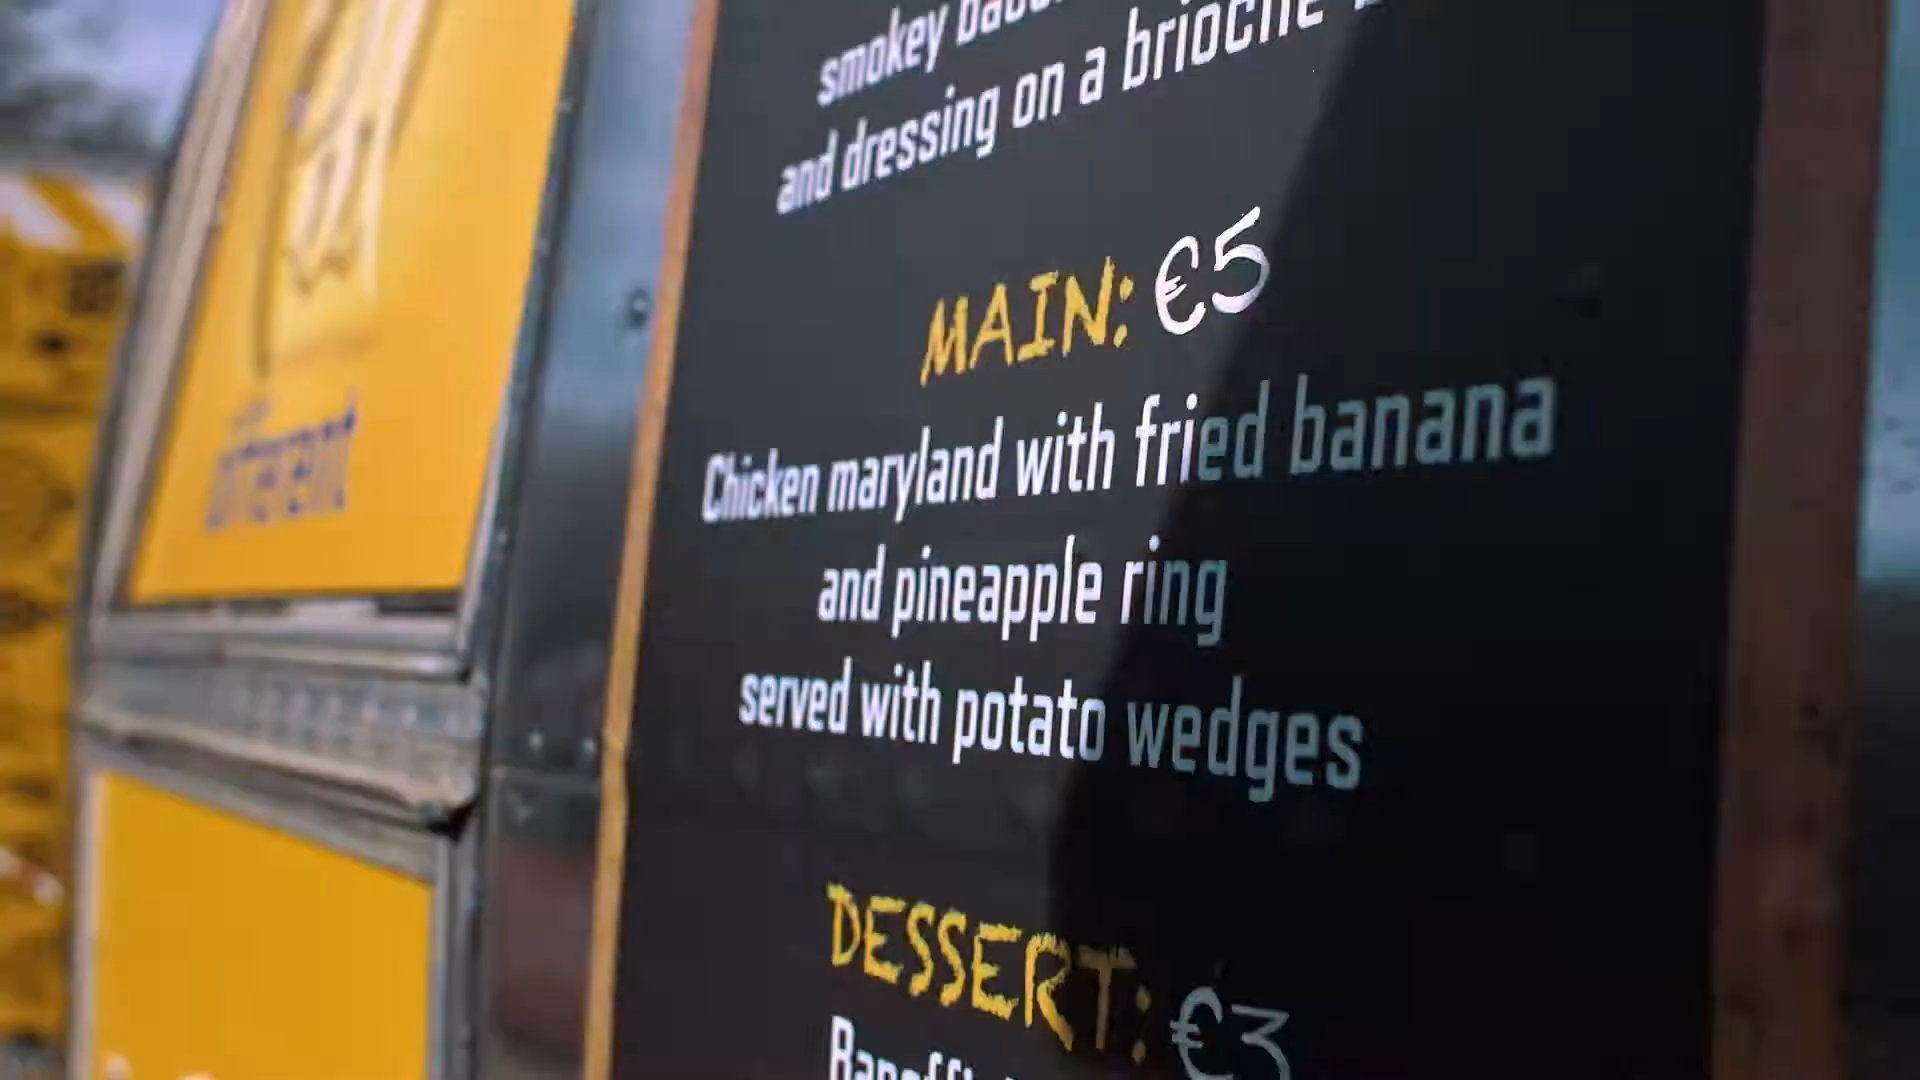 smokey
and dressing on a brioche
MAIN: €5
Chicken maryland with fried banana
and pineapple ring
served with potato wedges
DESSERT: €3
different